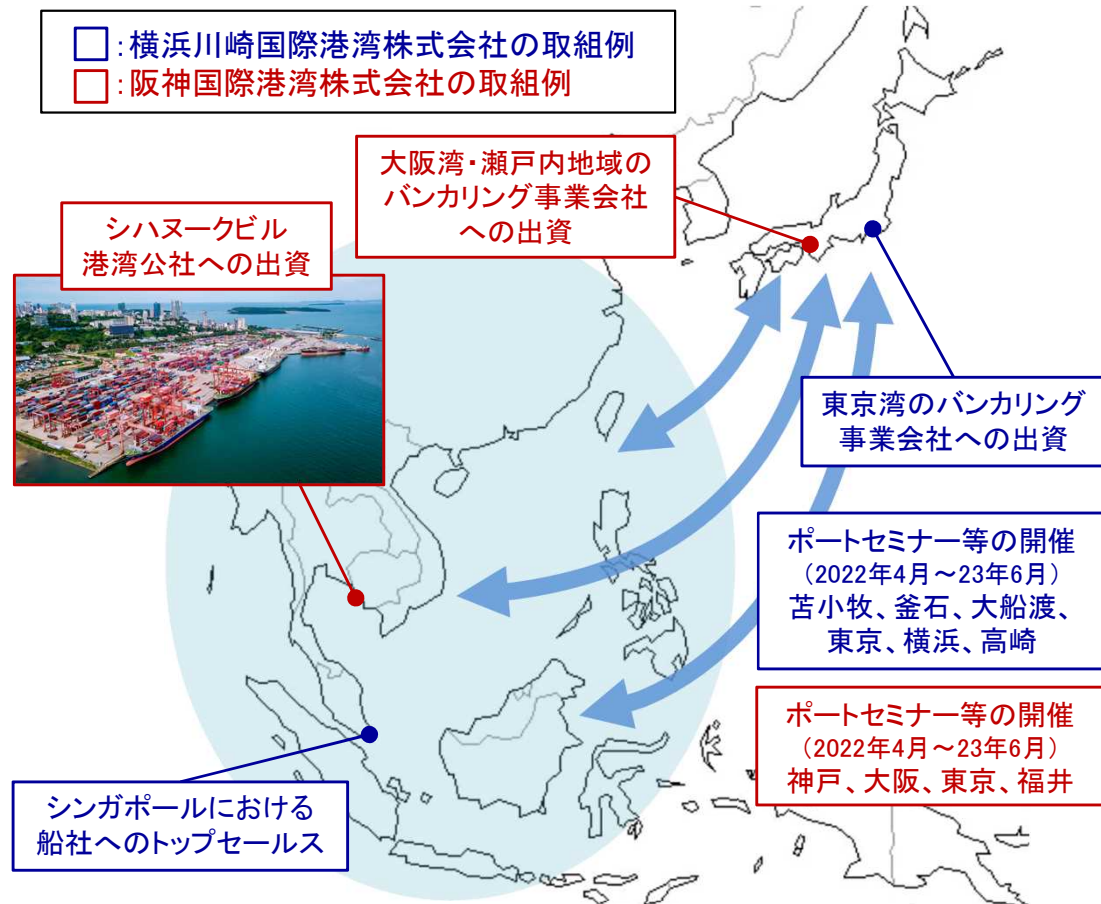 ：横浜川崎国際港湾株式会社の取組例
：阪神国際港湾株式会社の取組例
大阪湾・瀬戸内地域の
バンカリング事業会社
への出資
シハヌークビル
港湾公社への出資
東京湾のバンカリング
事業会社への出資
ポートセミナー等の開催
（2022年4月～23年6月）
苫小牧、釜石、大船渡、
東京、横浜、高崎
ポートセミナー等の開催
（2022年4月～23年6月）
神戸、大阪、東京、福井
シンガポールにおける
船社へのトップセールス